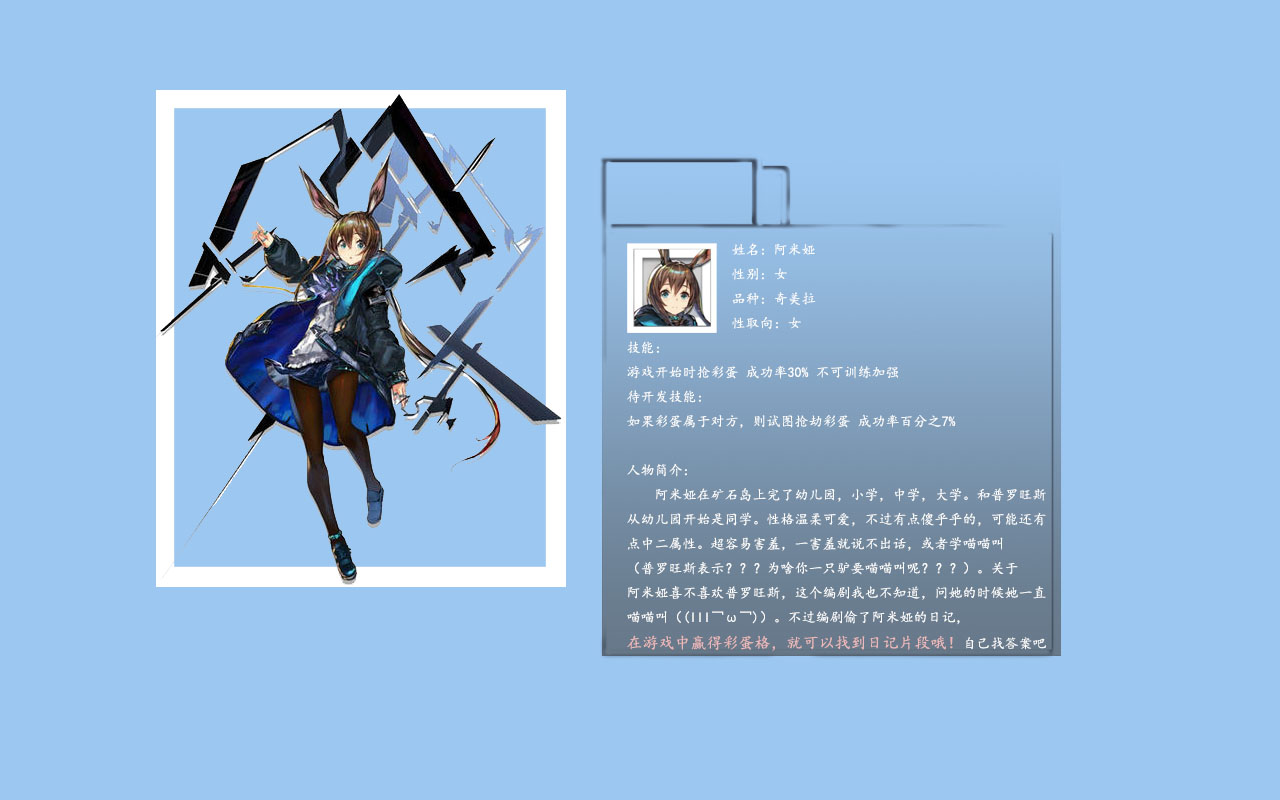 姓名：阿米娅
性别：女
品种：奇美拉
性取向：女
技能：
游戏开始时抢彩蛋 成功率30% 不可训练加强
待开发技能：
如果彩蛋属于对方，则试图抢劫彩蛋 成功率百分之7%
人物简介：
阿米娅在矿石岛上完了幼儿园，小学，中学，大学。和普罗旺斯
从幼儿园开始是同学。性格温柔可爱，不过有点傻乎乎的，可能还有
点中二属性。超容易害羞，一害羞就说不出话，或者学喵喵叫
（普罗旺斯表示？？？为啥你一只驴要喵喵叫呢？？？）。关于
阿米娅喜不喜欢普罗旺斯，这个编剧我也不知道，问她的时候她一直
喵喵叫（(III￢ω￢)）。不过编剧偷了阿米娅的日记，
在游戏中赢得彩蛋格，就可以找到日记片段哦！自己找答案吧